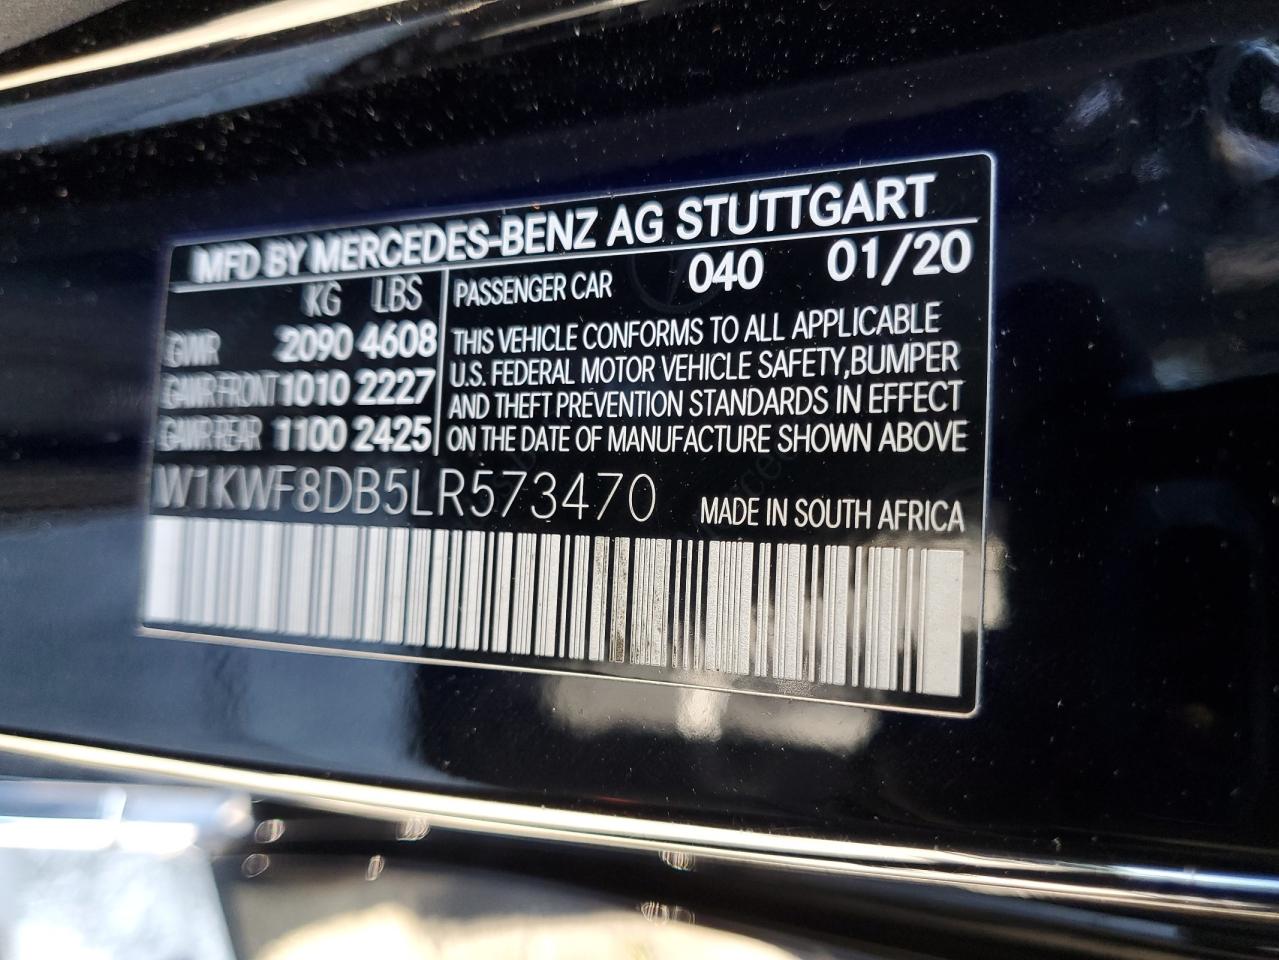 MFD BY MERCEDES-BENZ AG STUTTGART
KG LBS
GWR 2090 4608
GAWR FRONT 1010 2227
GAWR REAR 1100 2425
PASSENGER CAR 040 01/20
THIS VEHICLE CONFORMS TO ALL APPLICABLE
U.S. FEDERAL MOTOR VEHICLE SAFETY,BUMPER
AND THEFT PREVENTION STANDARDS IN EFFECT
ON THE DATE OF MANUFACTURE SHOWN ABOVE
W1KWF8DB5LR573470
MADE IN SOUTH AFRICA